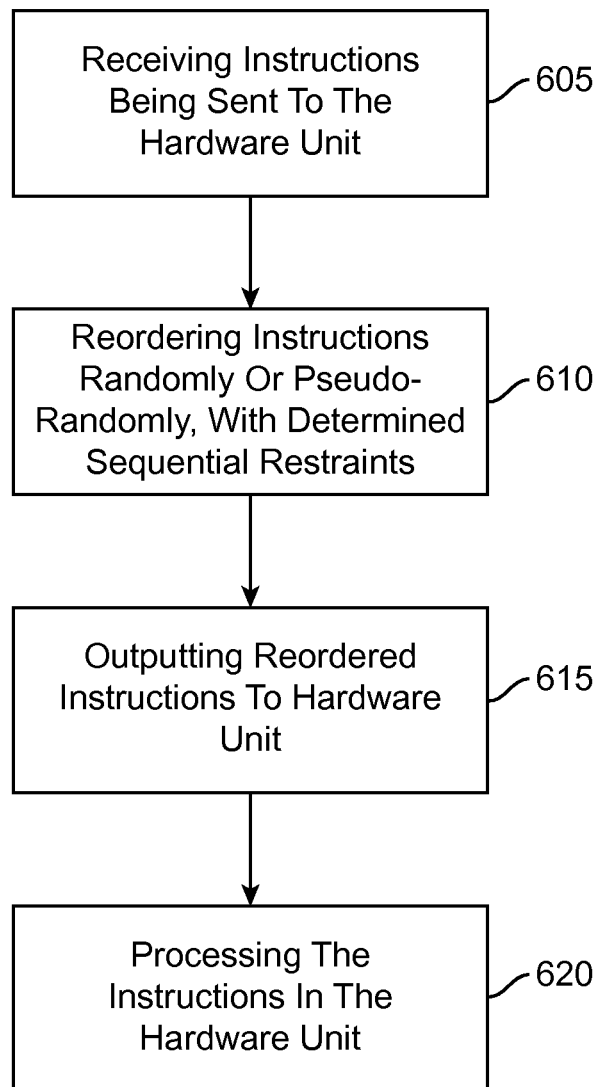 Receiving Instructions
Being Sent To The
Hardware Unit
605
Reordering Instructions
Randomly Or Pseudo-
Randomly, With Determined
Sequential Restraints
610
Outputting Reordered
Instructions To Hardware
Unit
615
Processing The
Instructions In The
Hardware Unit
620